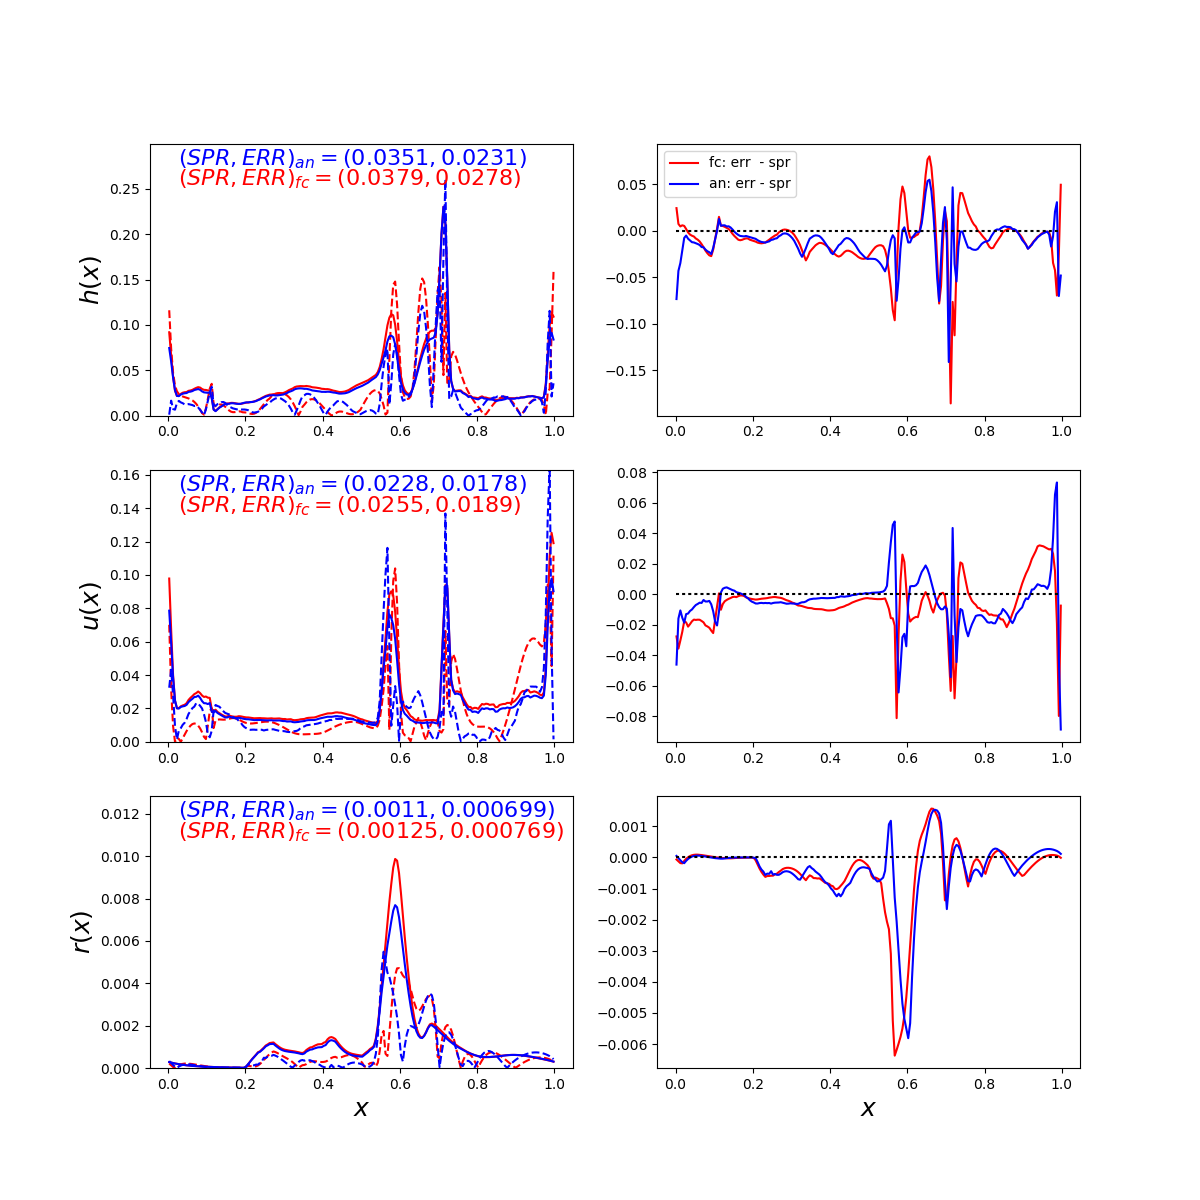 (SPR, ERR)an = (0.0351, 0.0231)
(SPR, ERR)fc = (0.0379, 0.0278)
h(x)
0.25
0.20
0.15
0.10
0.05
0.00
0.0 0.2 0.4 0.6 0.8 1.0
fc: err - spr
an: err - spr
0.05
0.00
−0.05
−0.10
−0.15
0.0 0.2 0.4 0.6 0.8 1.0
(SPR, ERR)an = (0.0228, 0.0178)
(SPR, ERR)fc = (0.0255, 0.0189)
u(x)
0.16
0.14
0.12
0.10
0.08
0.06
0.04
0.02
0.00
0.0 0.2 0.4 0.6 0.8 1.0
0.08
0.06
0.04
0.02
0.00
−0.02
−0.04
−0.06
−0.08
0.0 0.2 0.4 0.6 0.8 1.0
(SPR, ERR)an = (0.0011, 0.000699)
(SPR, ERR)fc = (0.00125, 0.000769)
r(x)
0.012
0.010
0.008
0.006
0.004
0.002
0.000
0.0 0.2 0.4 0.6 0.8 1.0
x
0.001
0.000
−0.001
−0.002
−0.003
−0.004
−0.005
−0.006
0.0 0.2 0.4 0.6 0.8 1.0
x